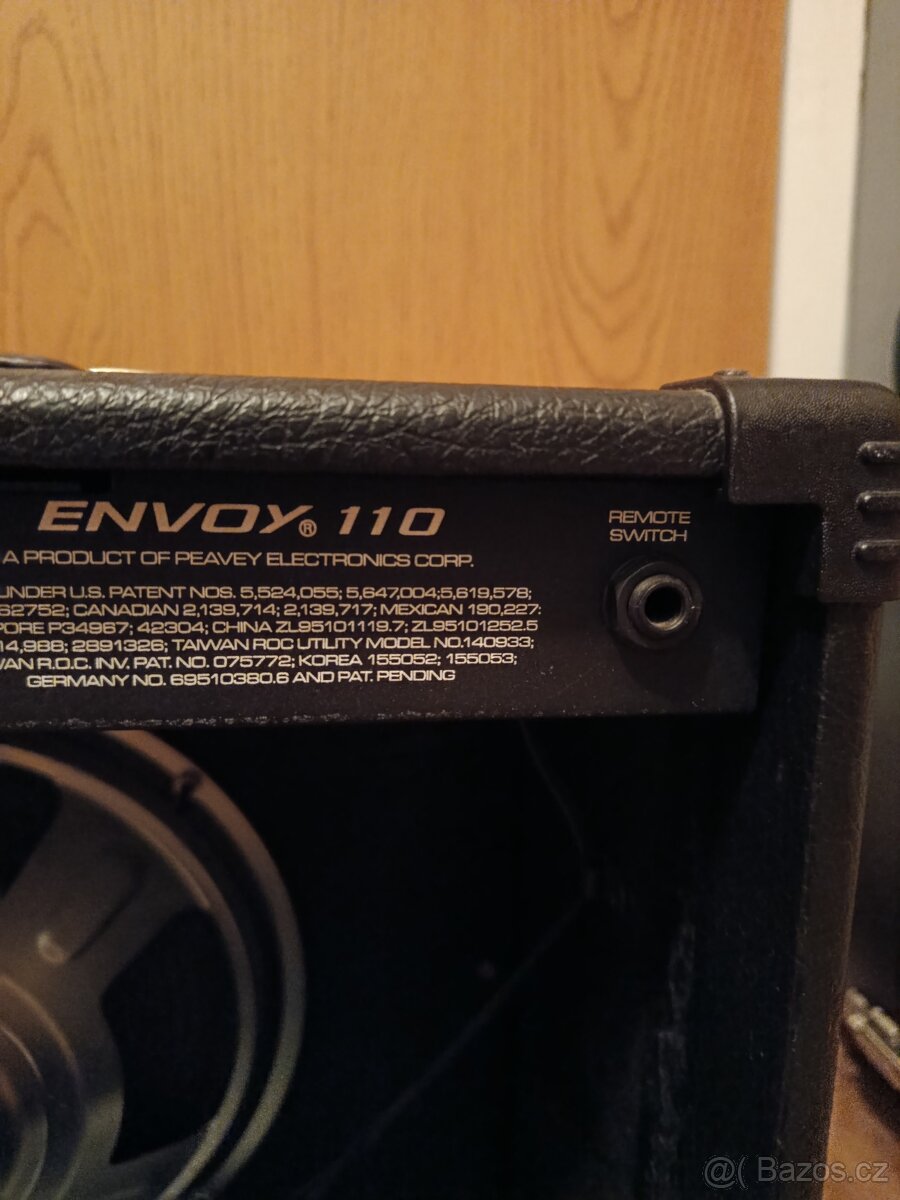 ENVOY® 110
REMOTE
SWITCH
A PRODUCT OF PEAVEY ELECTRONICS CORP.
UNDER U.S. PATENT NOS. 5,524,055; 5,647,004;5,619,578;
62752; CANADIAN 2,139,714; 2,139,717; MEXICAN 190,227:
PORE P34967; 42304; CHINA ZL95101119.7; ZL95101252.5
14,988; 2891326; TAIWAN ROC UTILITY MODEL NO.140933;
WAN R.O.C. INV. PAT. NO. 075772; KOREA 155052; 155053;
GERMANY NO. 69510380.6 AND PAT. PENDING
@( Bazos.cz